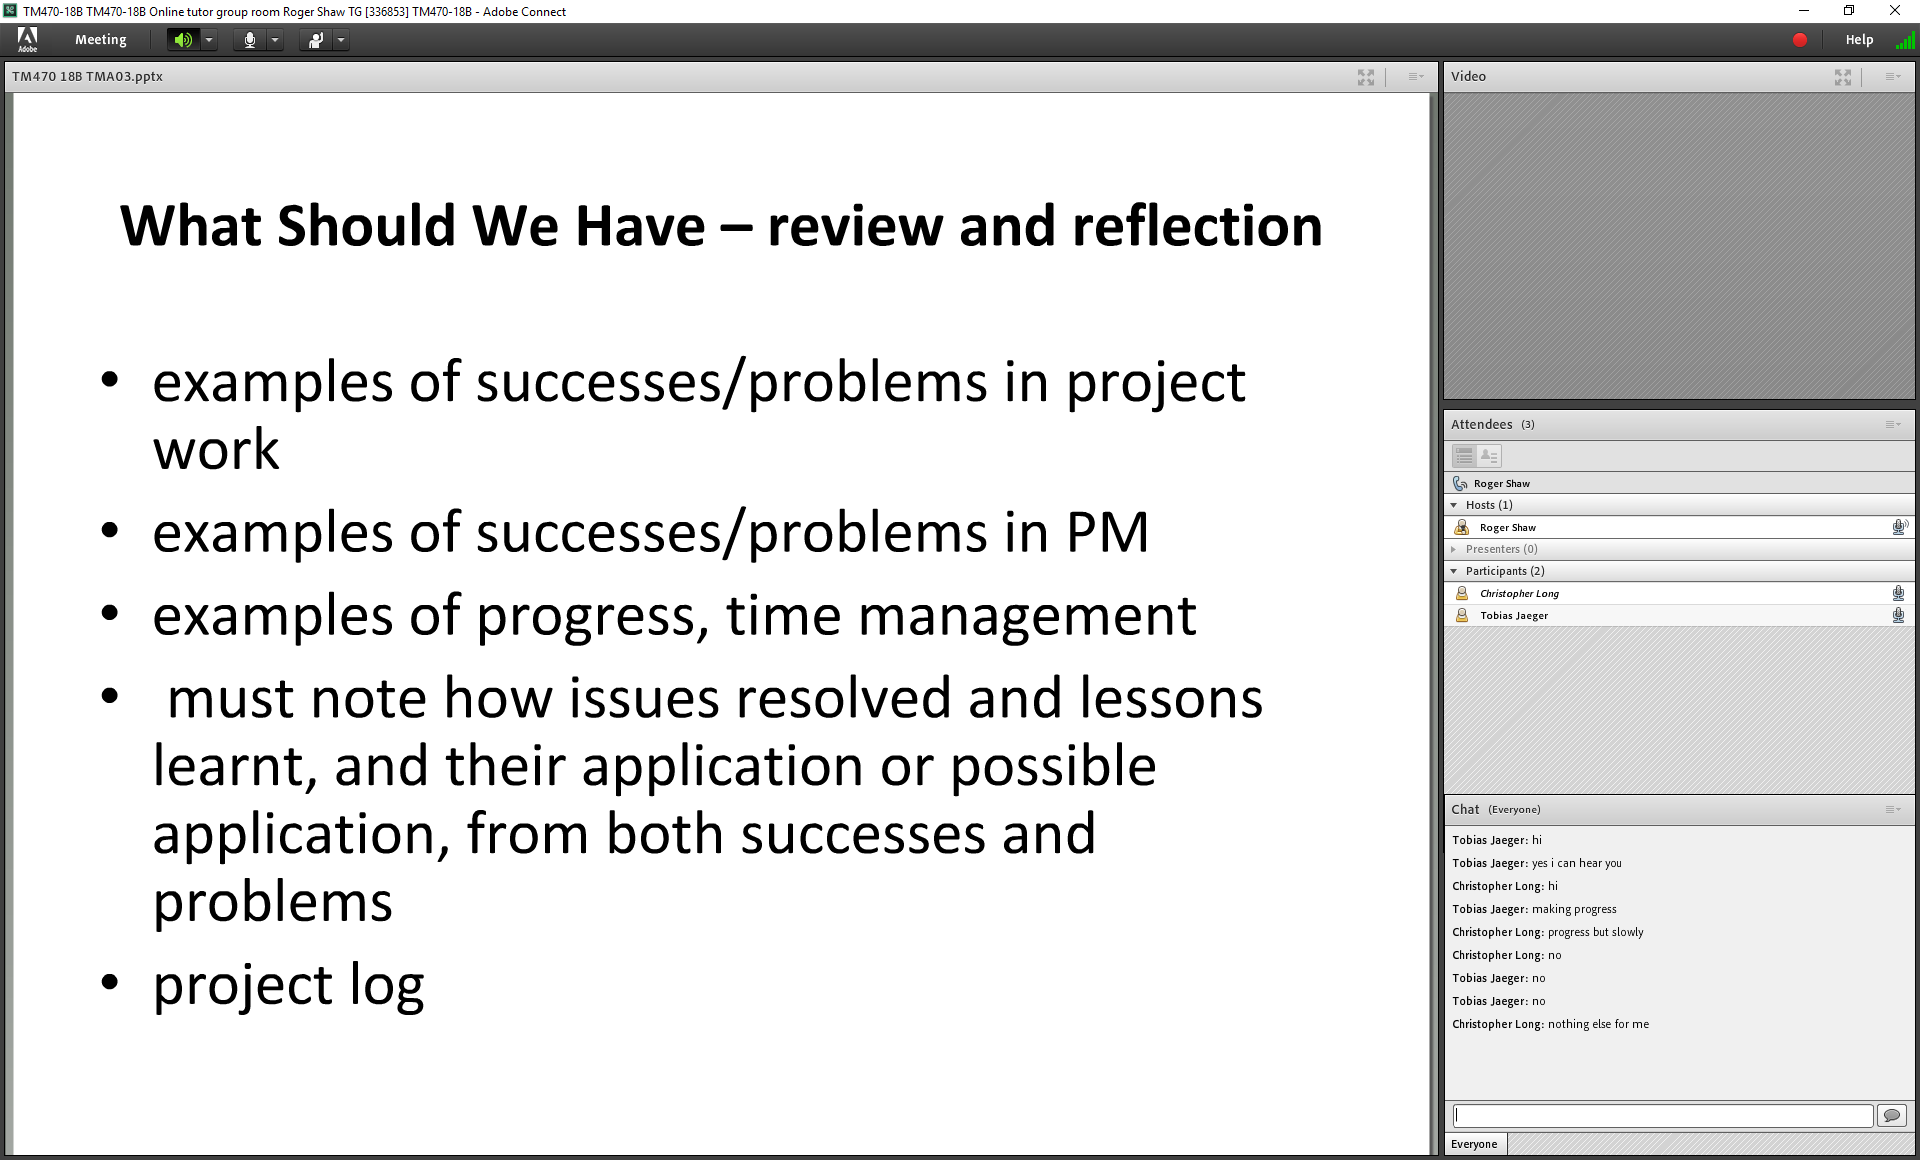 TM470-18B TM470-18B Online tutor group room Roger Shaw TG [336853] TM470-18B - Adobe Connect
Adobe
Meeting
Help
TM470 18B TMA03.pptx
What Should We Have – review and reflection
• examples of successes/problems in project
work
• examples of successes/problems in PM
• examples of progress, time management
• must note how issues resolved and lessons
learnt, and their application or possible
application, from both successes and
problems
• project log
Video
Attendees (3)
Roger Shaw
Hosts (1)
Roger Shaw
Presenters (0)
Participants (2)
Christopher Long
Tobias Jaeger
Chat (Everyone)
Tobias Jaeger: hi
Tobias Jaeger: yes i can hear you
Christopher Long: hi
Tobias Jaeger: making progress
Christopher Long: progress but slowly
Christopher Long: no
Tobias Jaeger: no
Tobias Jaeger: no
Christopher Long: nothing else for me
Everyone